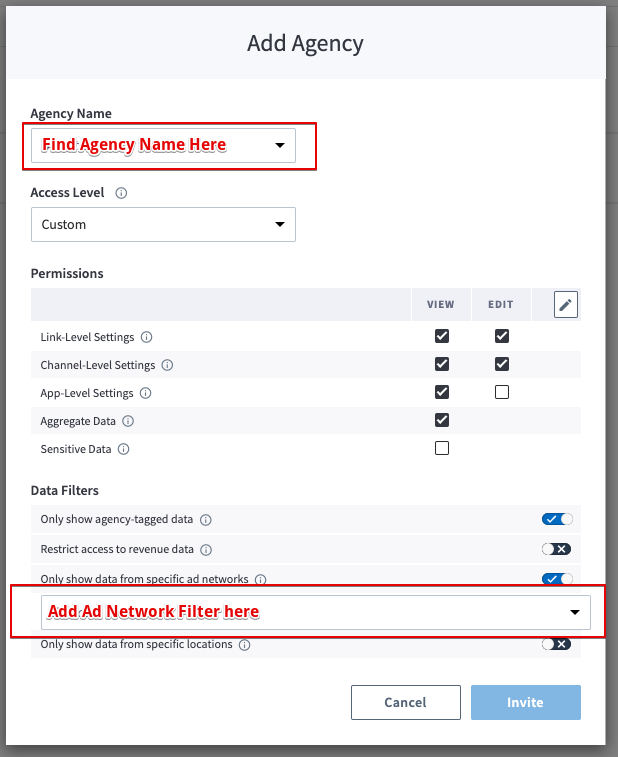 Add Agency
Agency Name
Find Agency Name Here
Access Level
Custom
Permissions
VIEW EDIT
Link-Level Settings
Channel-Level Settings
App-Level Settings
Aggregate Data
Sensitive Data
Data Filters
Only show agency-tagged data
Restrict access to revenue data
Only show data from specific ad networks
Add Ad Network Filter here
Only show data from specific locations
Cancel Invite